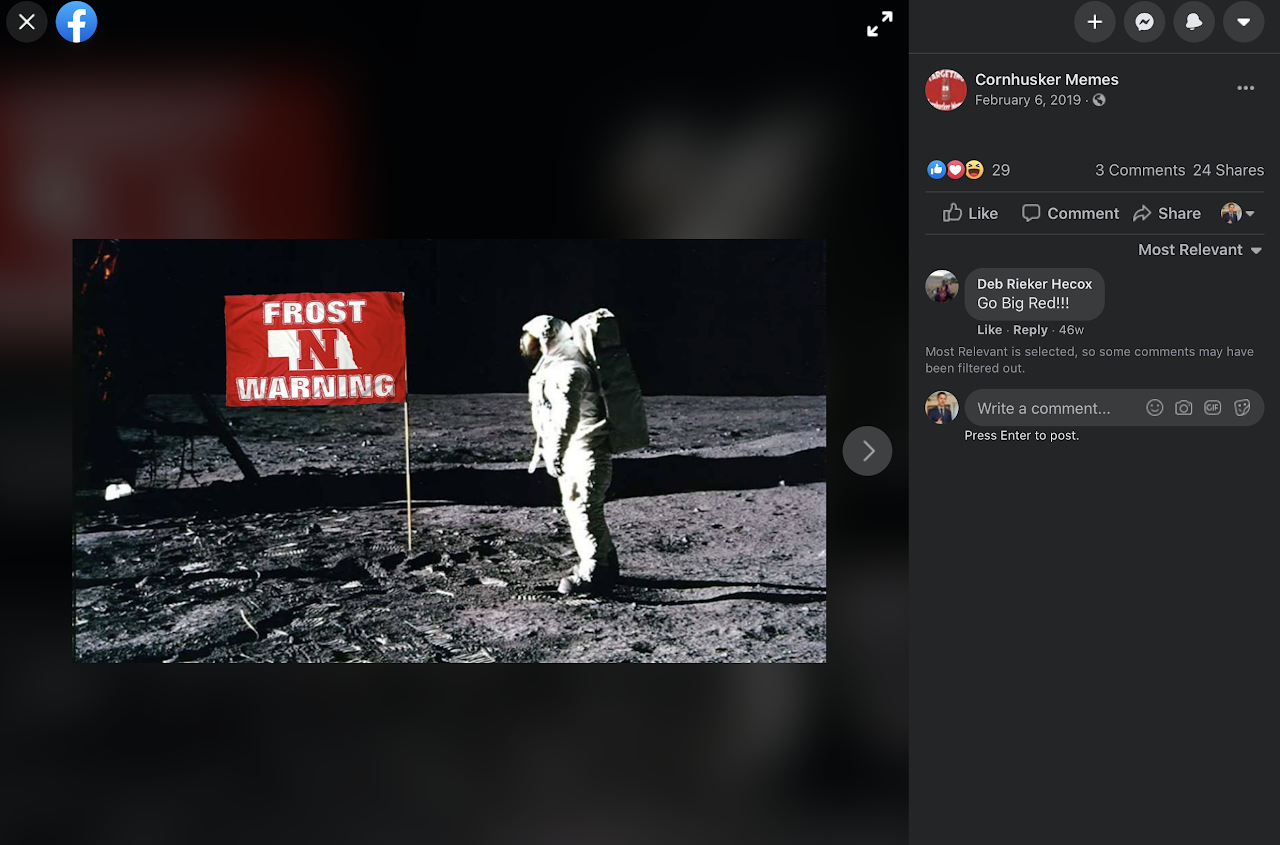 Cornhusker Memes
February 6, 2019 ·
29
3 Comments 24 Shares
Like Comment Share
Most Relevant
FROST
N
WARNING
Deb Rieker Hecox
Go Big Red!!!
Like · Reply · 46w
Most Relevant is selected, so some comments may have
been filtered out.
Write a comment...
GIF
Press Enter to post.